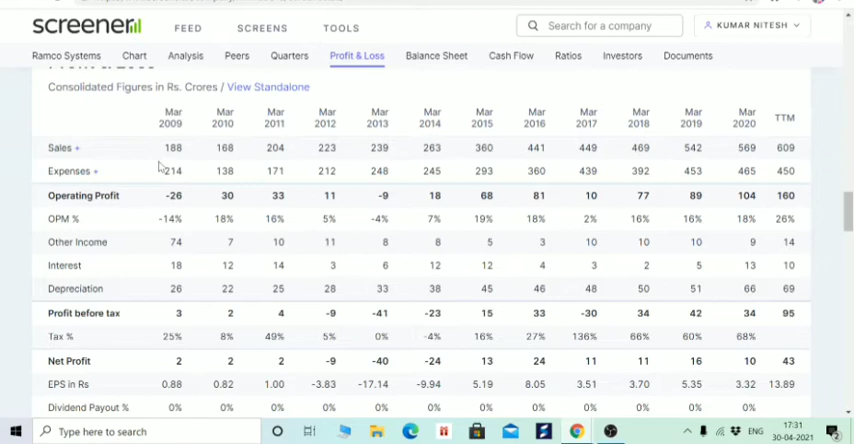 screener
FEED SCREENS TOOLS
Search for a company
KUMAR NITESH
Ramco Systems Chart Analysis Peers Quarters Profit & Loss Balance Sheet Cash Flow Ratios Investors Documents
Consolidated Figures in Rs. Crores / View Standalone
Mar 2009 Mar 2010 Mar 2011 Mar 2012 Mar 2013 Mar 2014 Mar 2015 Mar 2016 Mar 2017 Mar 2018 Mar 2019 Mar 2020 TTM
Sales + 188 168 204 223 239 263 360 441 449 469 542 569 609
Expenses + 214 138 171 212 248 245 293 360 439 392 453 465 450
Operating Profit -26 30 33 11 -9 18 68 81 10 77 89 104 160
OPM % -14% 18% 16% 5% -4% 7% 19% 18% 2% 16% 16% 18% 26%
Other Income 74 7 10 11 8 8 5 3 10 10 10 9 14
Interest 18 12 14 3 6 12 12 4 3 2 5 13 10
Depreciation 26 22 25 28 33 38 45 46 48 50 51 66 69
Profit before tax 3 2 4 -9 -41 -23 15 33 -30 34 42 34 95
Tax % 25% 8% 49% 5% 0% -4% 16% 27% 136% 66% 60% 68%
Net Profit 2 2 2 -9 -40 -24 13 24 11 11 16 10 43
EPS in Rs 0.88 0.82 1.00 -3.83 -17.14 -9.94 5.19 8.05 3.51 3.70 5.35 3.32 13.89
Dividend Payout % 0% 0% 0% 0% 0% 0% 0% 0% 0% 0% 0% 0%
Type here to search
ENG
17:31
30-04-2021
2